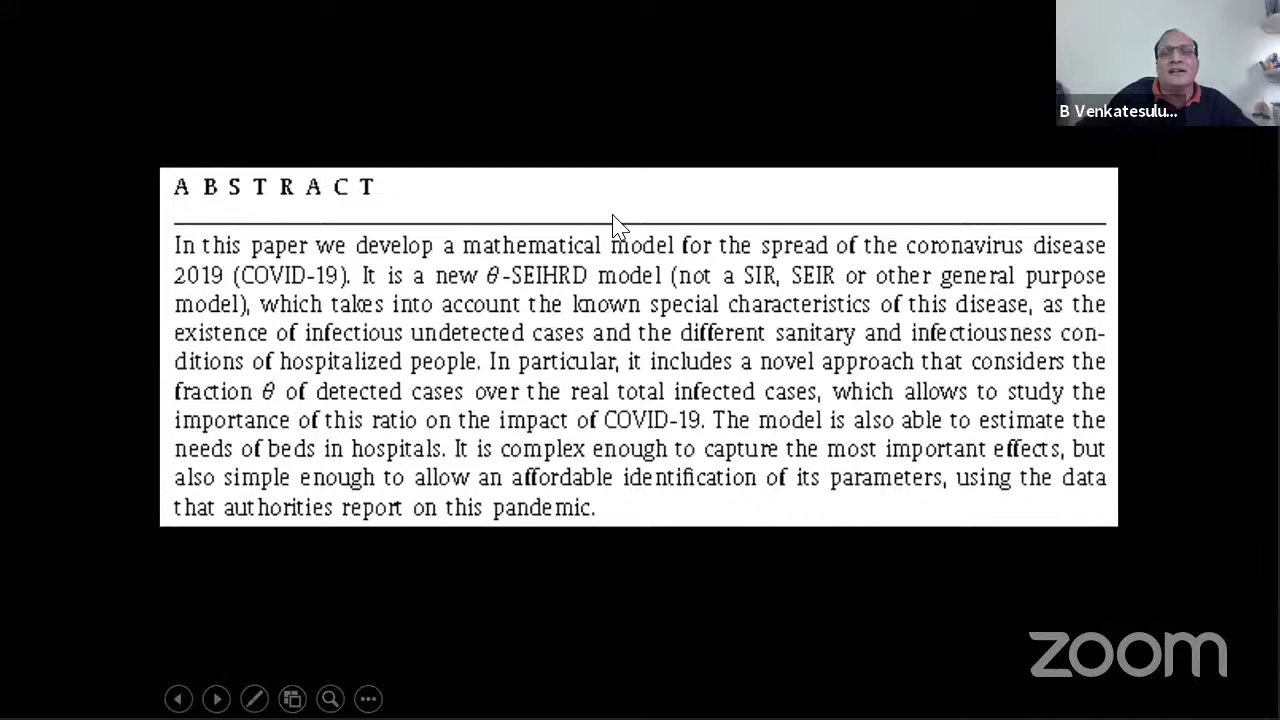 B Venkatesulu...
A B S T R A C T
In this paper we develop a mathematical model for the spread of the coronavirus disease
2019 (COVID-19). It is a new θ-SEIHRD model (not a SIR, SEIR or other general purpose
model), which takes into account the known special characteristics of this disease, as the
existence of infectious undetected cases and the different sanitary and infectiousness con-
ditions of hospitalized people. In particular, it includes a novel approach that considers the
fraction θ of detected cases over the real total infected cases, which allows to study the
importance of this ratio on the impact of COVID-19. The model is also able to estimate the
needs of beds in hospitals. It is complex enough to capture the most important effects, but
also simple enough to allow an affordable identification of its parameters, using the data
that authorities report on this pandemic.
zoom